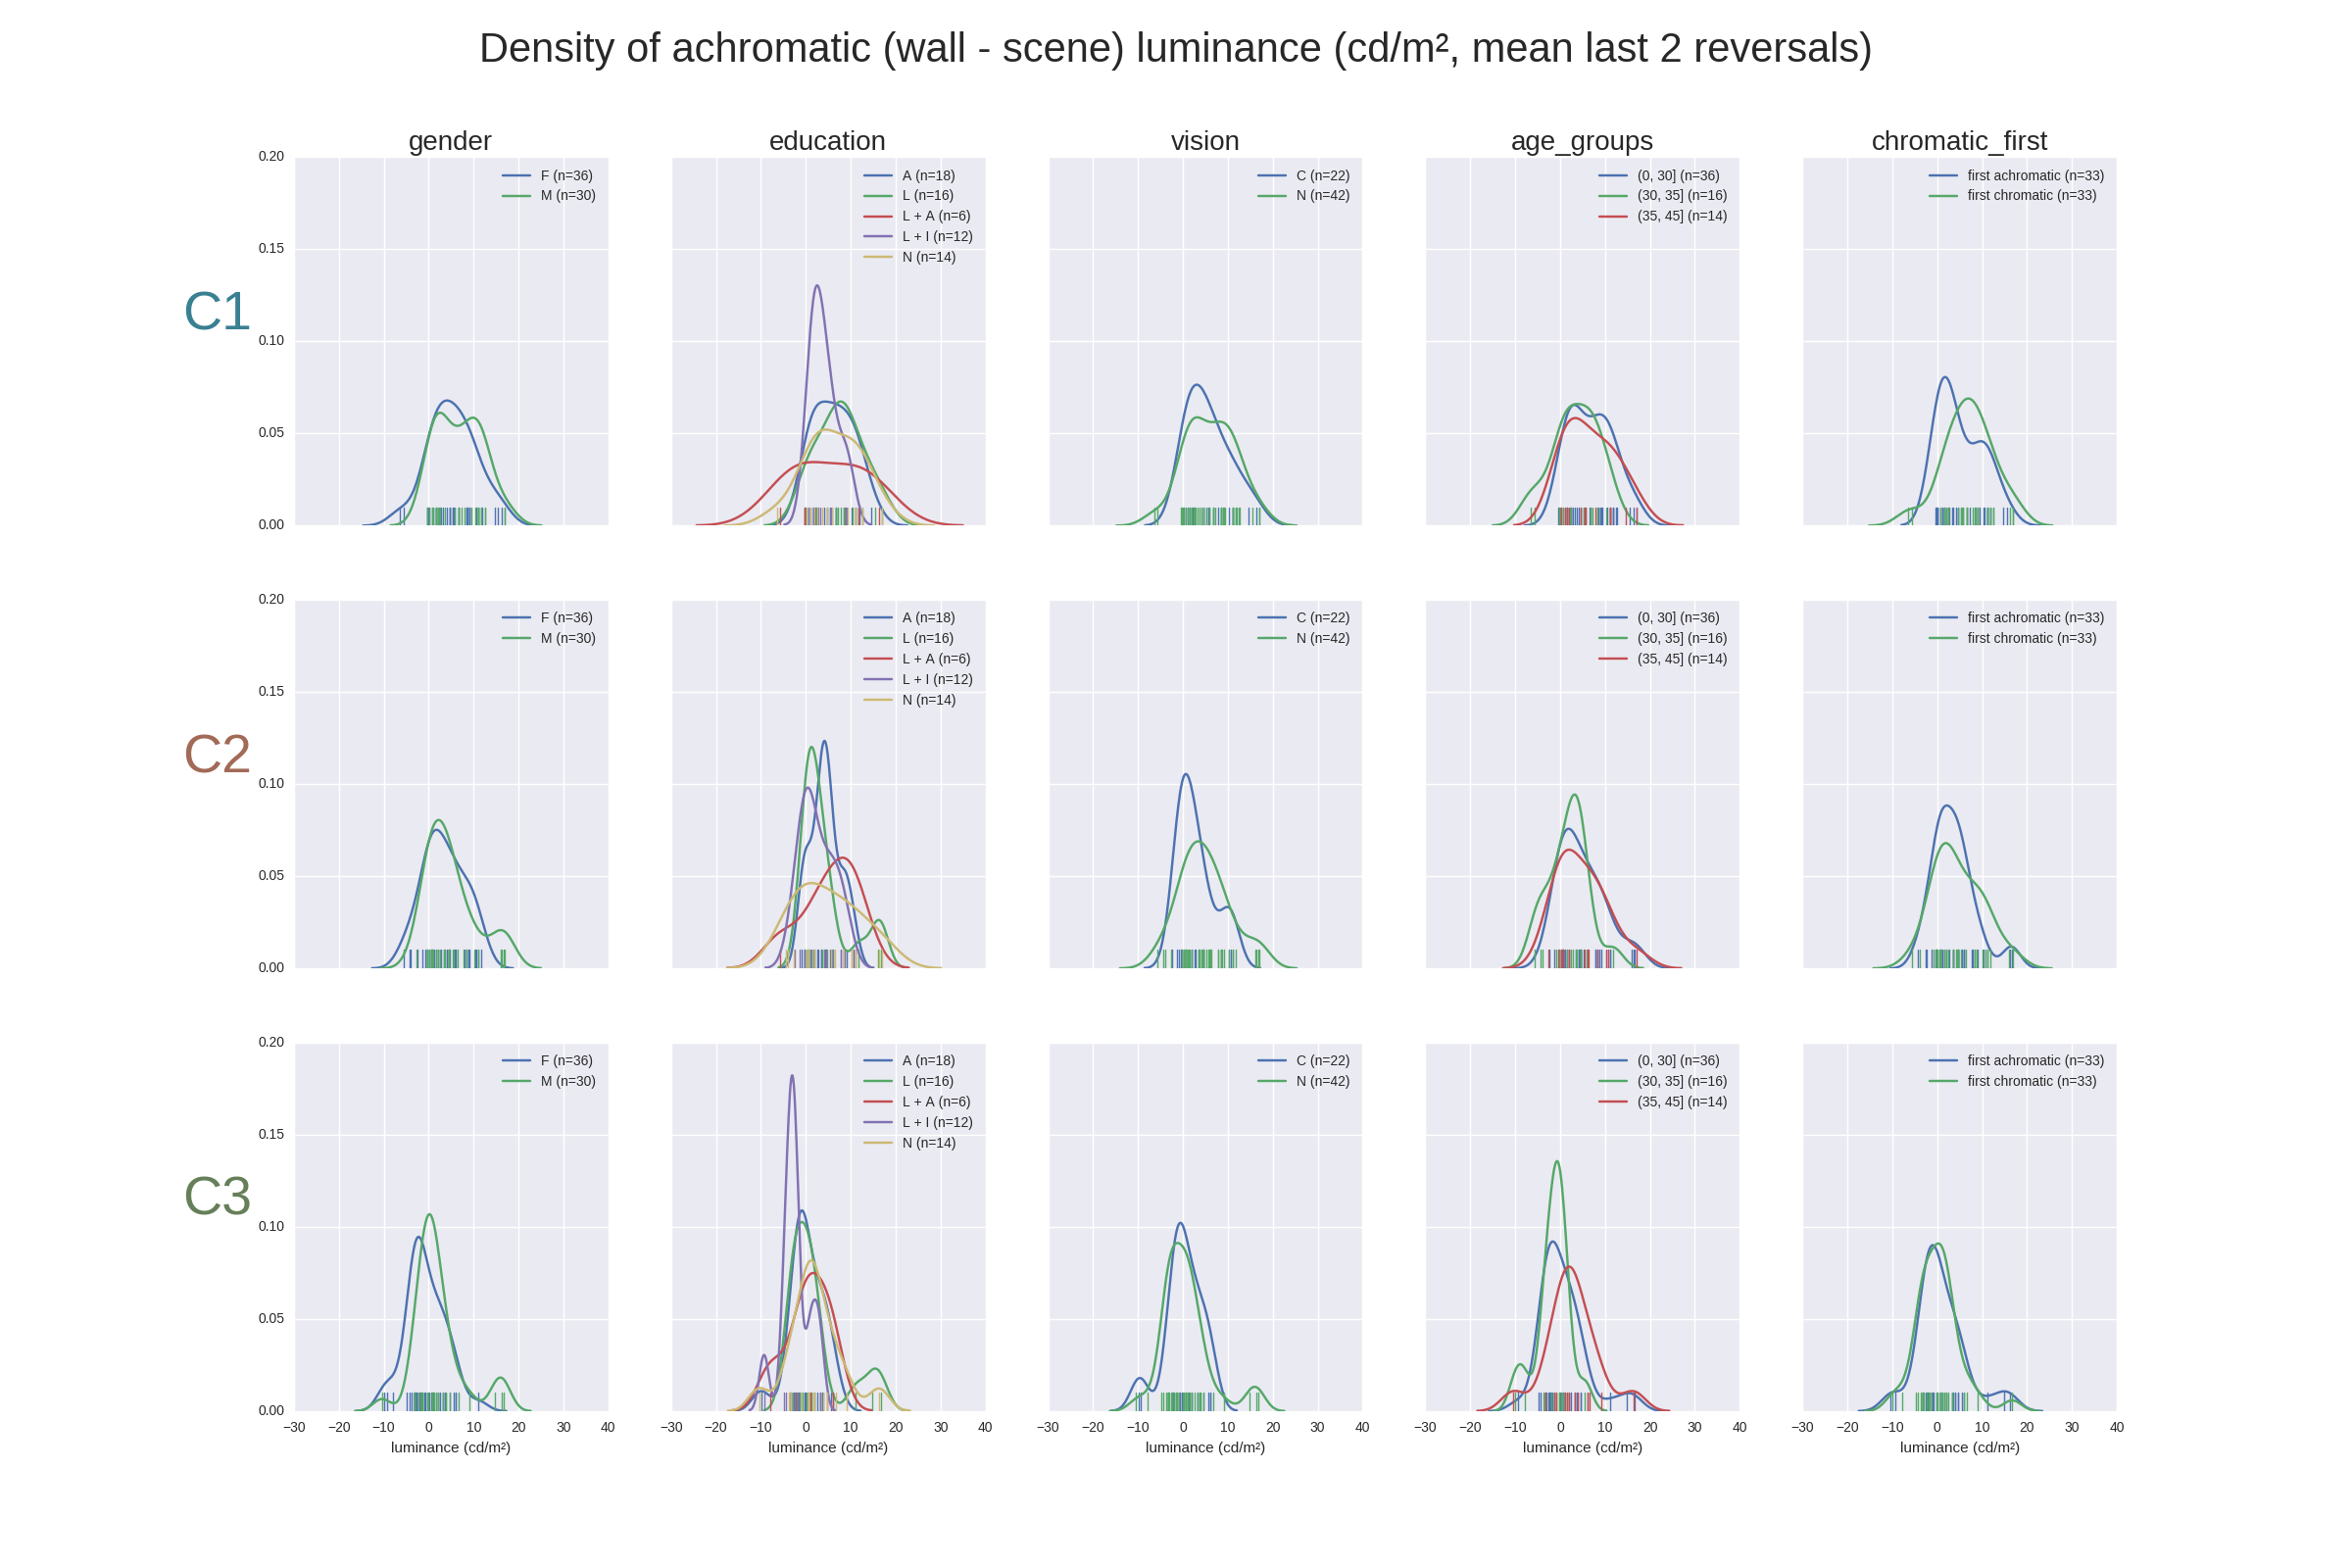 Density of achromatic (wall - scene) luminance (cd/m², mean last 2 reversals)
gender education vision age_groups chromatic_first
C1
0.20
0.15
0.10
0.05
0.00
F (n=36)
M (n=30)
A (n=18)
L (n=16)
L + A (n=6)
L + I (n=12)
N (n=14)
C (n=22)
N (n=42)
(0, 30] (n=36)
(30, 35] (n=16)
(35, 45] (n=14)
first achromatic (n=33)
first chromatic (n=33)
C2
0.20
0.15
0.10
0.05
0.00
F (n=36)
M (n=30)
A (n=18)
L (n=16)
L + A (n=6)
L + I (n=12)
N (n=14)
C (n=22)
N (n=42)
(0, 30] (n=36)
(30, 35] (n=16)
(35, 45] (n=14)
first achromatic (n=33)
first chromatic (n=33)
C3
0.20
0.15
0.10
0.05
0.00
F (n=36)
M (n=30)
A (n=18)
L (n=16)
L + A (n=6)
L + I (n=12)
N (n=14)
C (n=22)
N (n=42)
(0, 30] (n=36)
(30, 35] (n=16)
(35, 45] (n=14)
first achromatic (n=33)
first chromatic (n=33)
−30 −20 −10 0 10 20 30 40
luminance (cd/m²)
−30 −20 −10 0 10 20 30 40
luminance (cd/m²)
−30 −20 −10 0 10 20 30 40
luminance (cd/m²)
−30 −20 −10 0 10 20 30 40
luminance (cd/m²)
−30 −20 −10 0 10 20 30 40
luminance (cd/m²)